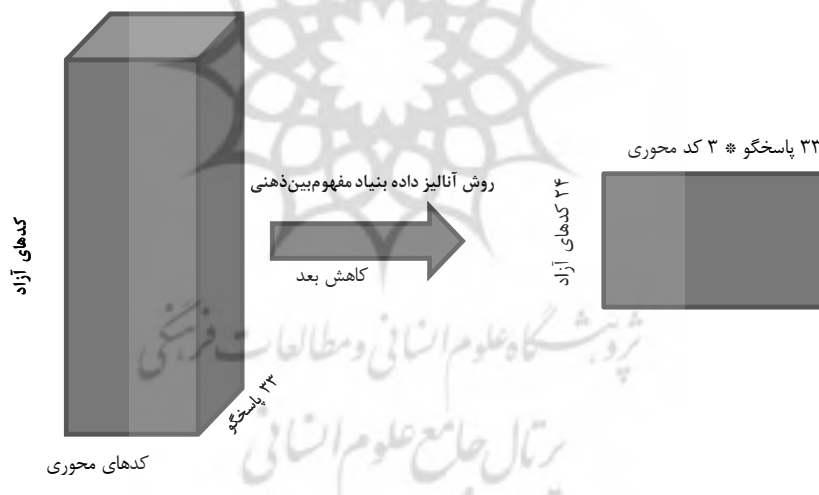 ۳۳ پاسخگو * ۳ کد محوری
روش آنالیز داده بنیاد مفهوم‌بین‌ذهنی
۲۴ کدهای آزاد
کدهای آزاد
کاهش بعد
پژوهشگاه علوم انسانی و مطالعات فرهنگی
۳۳ پاسخگو
پرتال جامع علوم انسانی
کدهای محوری